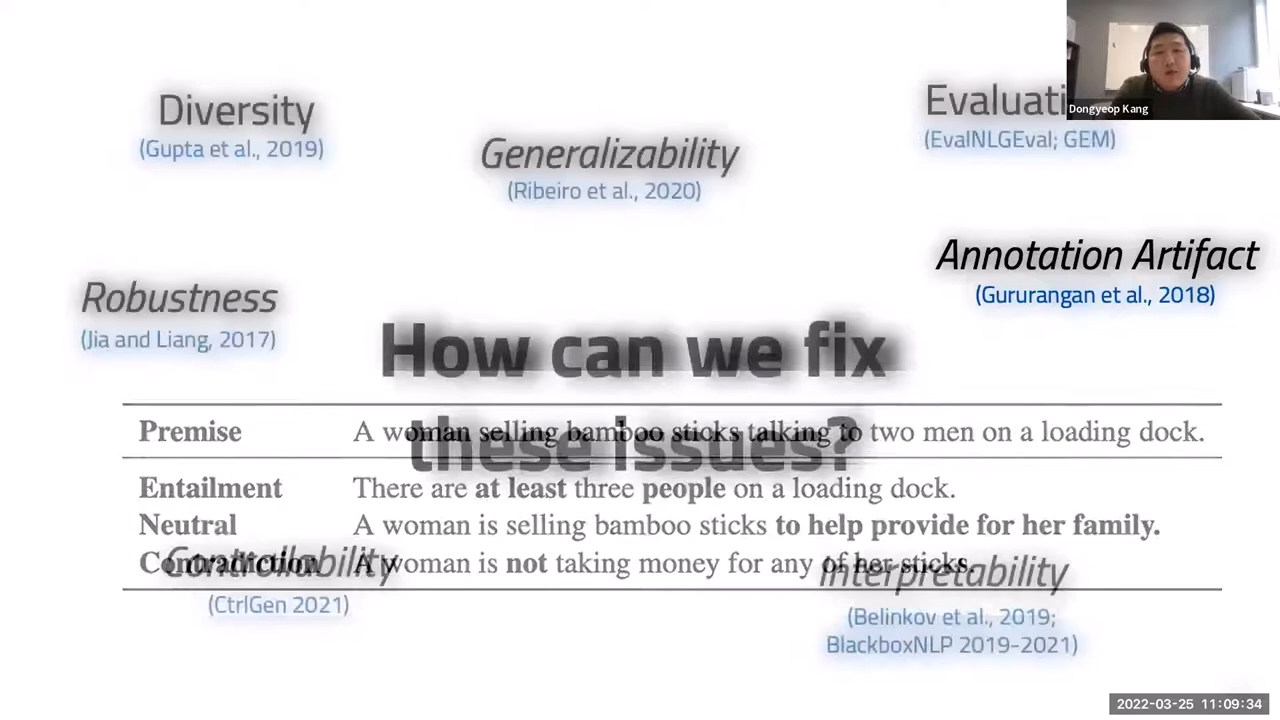 Diversity
(Gupta et al., 2019)
Generalizability
(Ribeiro et al., 2020)
Evaluati
(EvalNLGEval; GEM)
Dongyeop Kang
Annotation Artifact
(Gururangan et al., 2018)
Robustness
(Jia and Liang, 2017)
How can we fix
these issues?
Premise A woman selling bamboo sticks talking to two men on a loading dock.
Entailment There are at least three people on a loading dock.
Neutral A woman is selling bamboo sticks to help provide for her family.
Contradiction A woman is not taking money for any of her sticks.
Controllability
(CtrlGen 2021)
Interpretability
(Belinkov et al., 2019;
BlackboxNLP 2019-2021)
2022-03-25 11:09:34